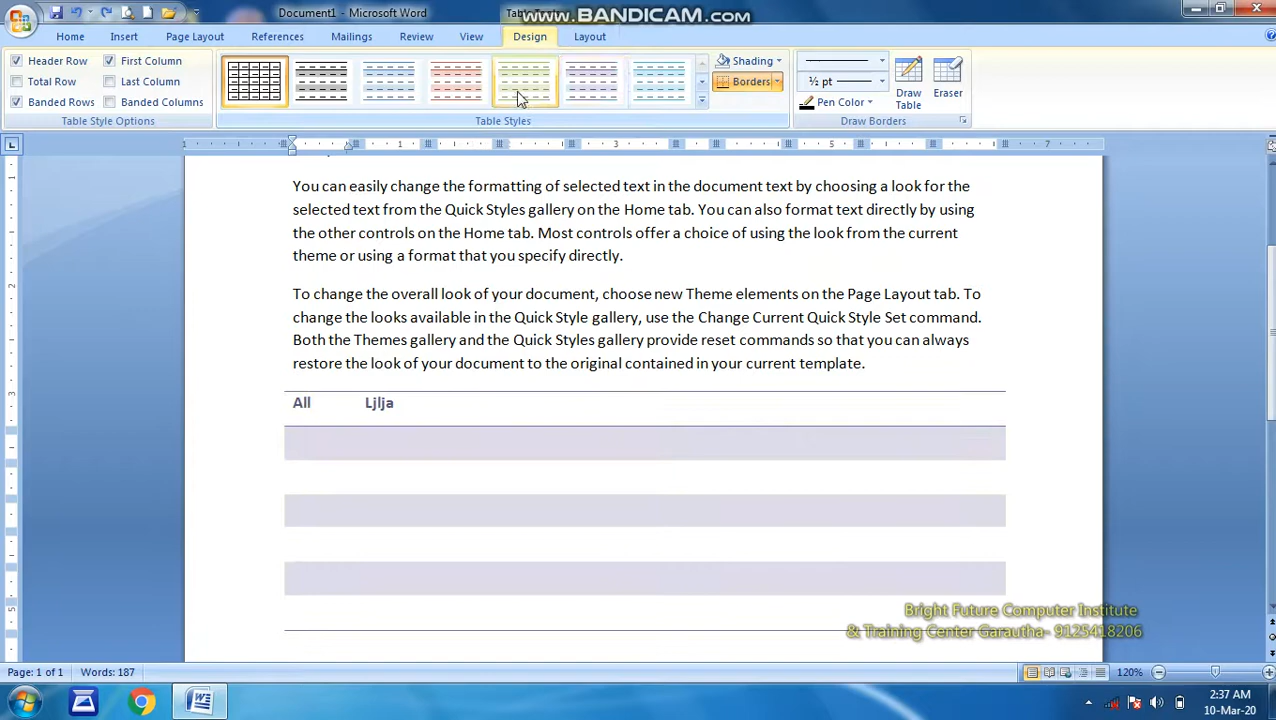 Document1 - Microsoft Word
www.BANDICAM.com
Home Insert Page Layout References Mailings Review View Design Layout
Header Row First Column
Total Row Last Column
Banded Rows Banded Columns
Table Style Options
Table Styles
Shading
Borders
½ pt
Pen Color
Draw Table
Eraser
Draw Borders
1 1 3 5 7
You can easily change the formatting of selected text in the document text by choosing a look for the
selected text from the Quick Styles gallery on the Home tab. You can also format text directly by using
the other controls on the Home tab. Most controls offer a choice of using the look from the current
theme or using a format that you specify directly.
To change the overall look of your document, choose new Theme elements on the Page Layout tab. To
change the looks available in the Quick Style gallery, use the Change Current Quick Style Set command.
Both the Themes gallery and the Quick Styles gallery provide reset commands so that you can always
restore the look of your document to the original contained in your current template.
All Ljlja
Bright Future Computer Institute
& Training Center Garautha- 9125418206
Page: 1 of 1 Words: 187 120%
2:37 AM
10-Mar-20